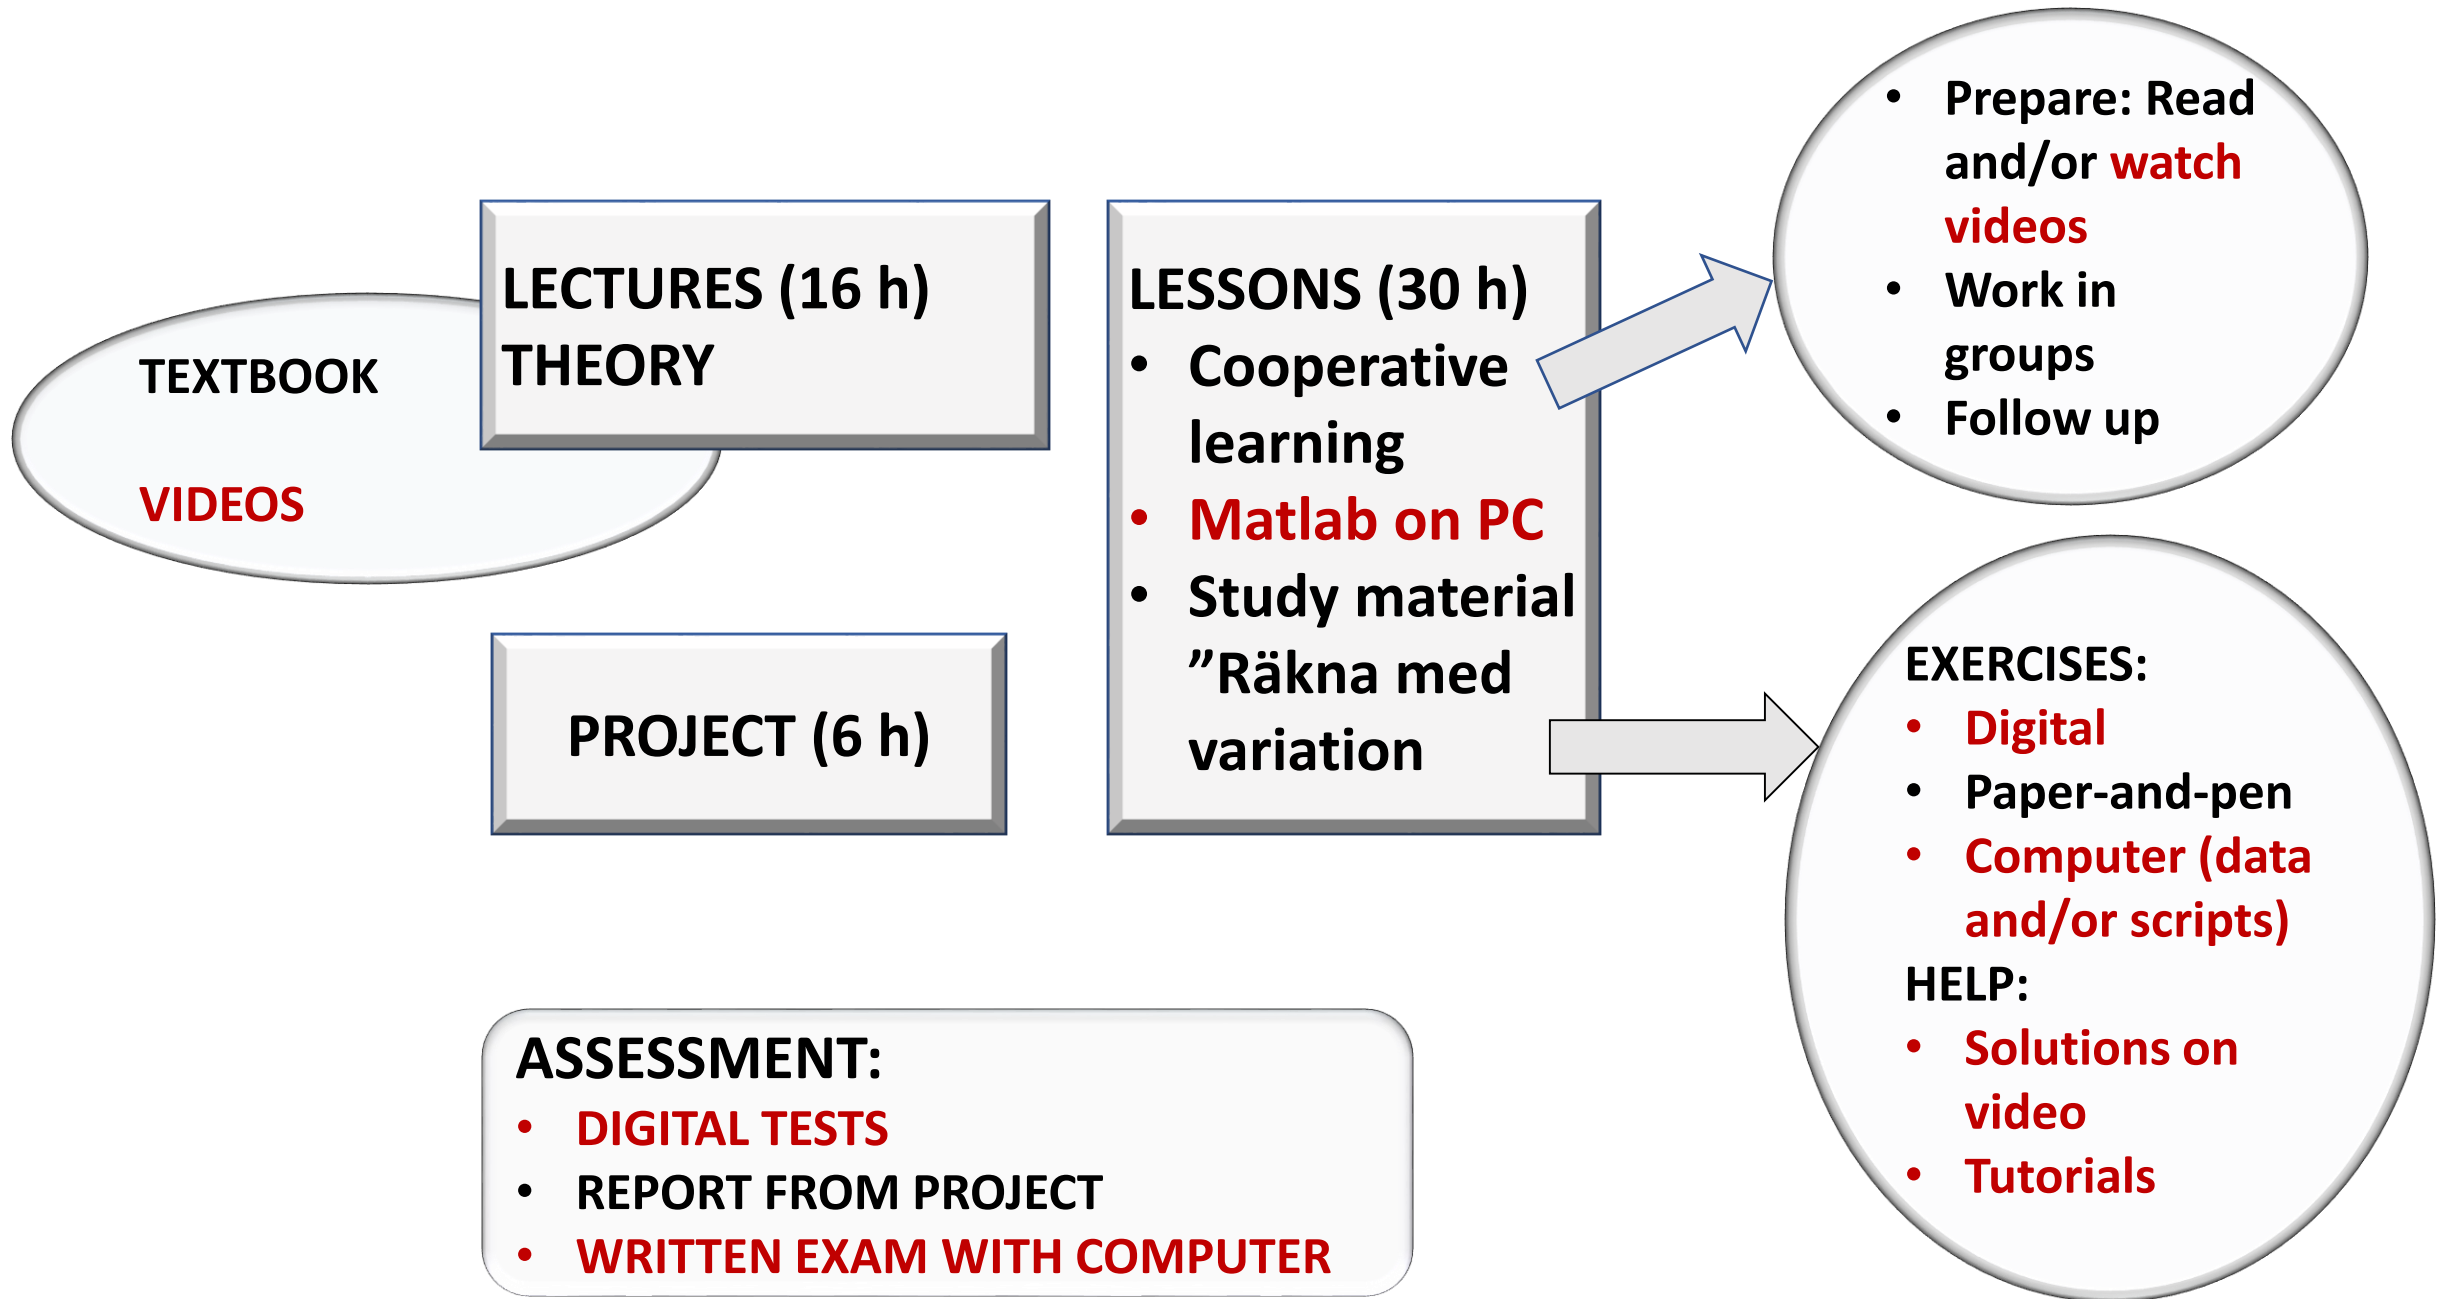 TEXTBOOK
VIDEOS
LECTURES (16 h)
THEORY
PROJECT (6 h)
LESSONS (30 h)
• Cooperative
learning
• Matlab on PC
• Study material
”Räkna med
variation
• Prepare: Read
and/or watch
videos
• Work in
groups
• Follow up
EXERCISES:
• Digital
• Paper-and-pen
• Computer (data
and/or scripts)
HELP:
• Solutions on
video
• Tutorials
ASSESSMENT:
• DIGITAL TESTS
• REPORT FROM PROJECT
• WRITTEN EXAM WITH COMPUTER